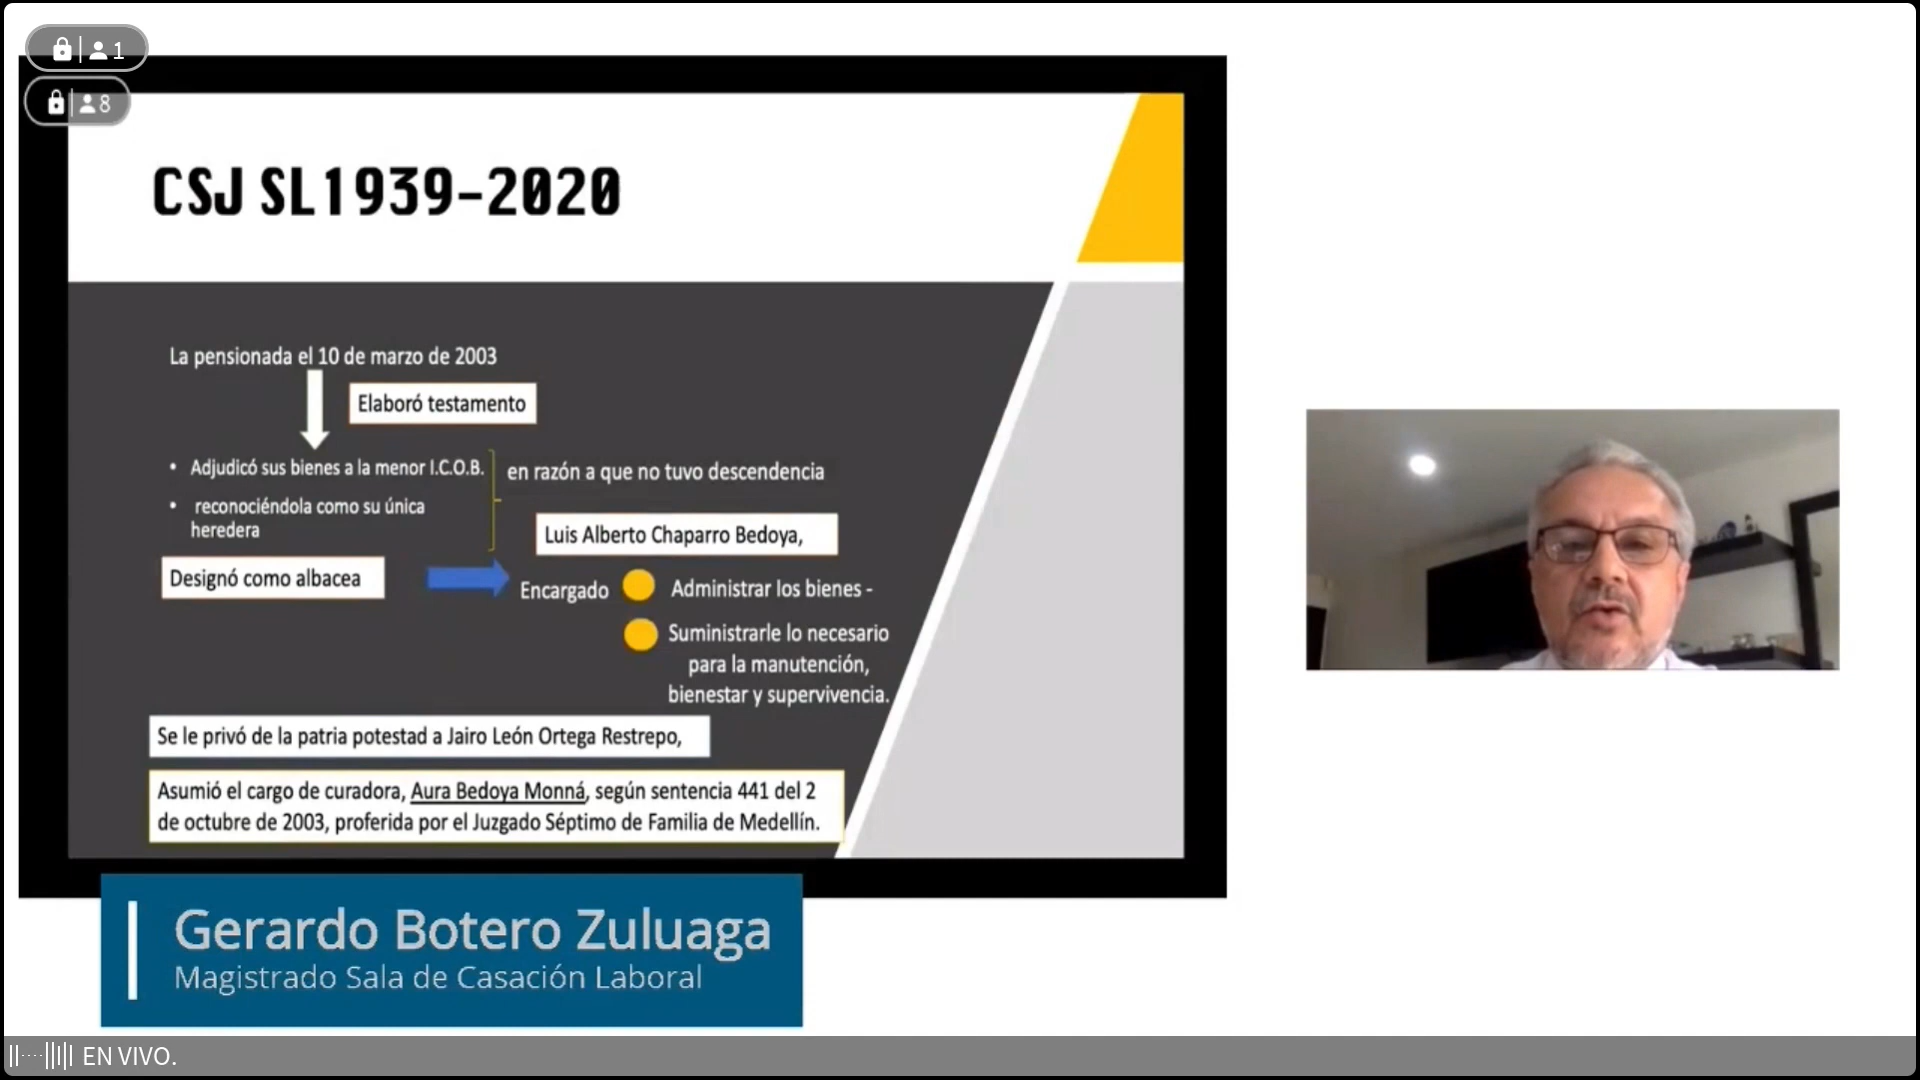 1
8
CSJ SL1939-2020
La pensionada el 10 de marzo de 2003
Elaboró testamento
• Adjudicó sus bienes a la menor I.C.O.B.
en razón a que no tuvo descendencia
• reconociéndola como su única
heredera
Luis Alberto Chaparro Bedoya,
Designó como albacea
Encargado
Administrar los bienes -
Suministrarle lo necesario
para la manutención,
bienestar y supervivencia.
Se le privó de la patria potestad a Jairo León Ortega Restrepo,
Asumió el cargo de curadora, Aura Bedoya Monná, según sentencia 441 del 2
de octubre de 2003, proferida por el Juzgado Séptimo de Familia de Medellín.
Gerardo Botero Zuluaga
Magistrado Sala de Casación Laboral
EN VIVO.